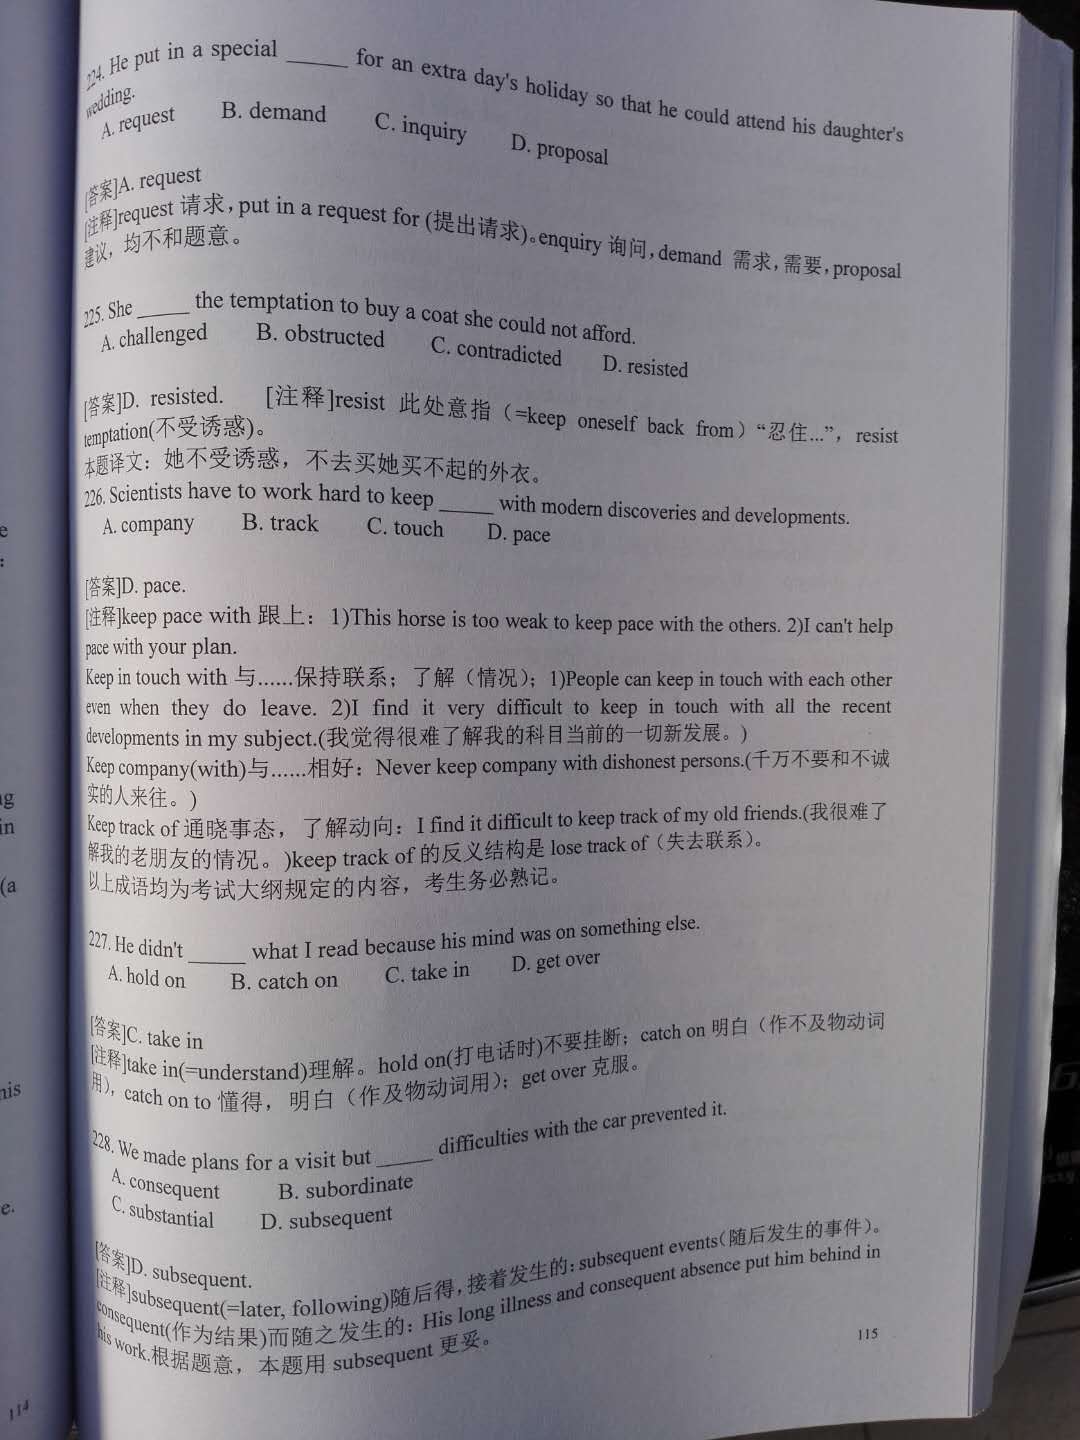 224. He put in a special _____ for an extra day's holiday so that he could attend his daughter's
wedding.
A. request B. demand C. inquiry D. proposal
[答案]A. request
[注释]request 请求，put in a request for (提出请求)。enquiry 询问，demand 需求，需要，proposal
建议，均不和题意。
225. She _____ the temptation to buy a coat she could not afford.
A. challenged B. obstructed C. contradicted D. resisted
[答案]D. resisted. [注释]resist 此处意指（=keep oneself back from）“忍住...”，resist
temptation(不受诱惑)。
本题译文：她不受诱惑，不去买她买不起的外衣。
226. Scientists have to work hard to keep _____ with modern discoveries and developments.
A. company B. track C. touch D. pace
[答案]D. pace.
[注释]keep pace with 跟上：1)This horse is too weak to keep pace with the others. 2)I can't help
pace with your plan.
Keep in touch with 与......保持联系；了解（情况）；1)People can keep in touch with each other
even when they do leave. 2)I find it very difficult to keep in touch with all the recent
developments in my subject.(我觉得很难了解我的科目当前的一切新发展。)
Keep company(with)与......相好：Never keep company with dishonest persons.(千万不要和不诚
实的人来往。)
Keep track of 通晓事态，了解动向：I find it difficult to keep track of my old friends.(我很难了
解我的老朋友的情况。)keep track of 的反义结构是 lose track of（失去联系）。
以上成语均为考试大纲规定的内容，考生务必熟记。
227. He didn't _____ what I read because his mind was on something else.
A. hold on B. catch on C. take in D. get over
[答案]C. take in
[注释]take in(=understand)理解。hold on(打电话时)不要挂断；catch on 明白（作不及物动词
用），catch on to 懂得，明白（作及物动词用）；get over 克服。
228. We made plans for a visit but _____ difficulties with the car prevented it.
A. consequent B. subordinate
C. substantial D. subsequent
[答案]D. subsequent.
[注释]subsequent(=later, following)随后得，接着发生的：subsequent events（随后发生的事件）。
consequent(作为结果)而随之发生的：His long illness and consequent absence put him behind in
his work.根据题意，本题用 subsequent 更妥。
115
114